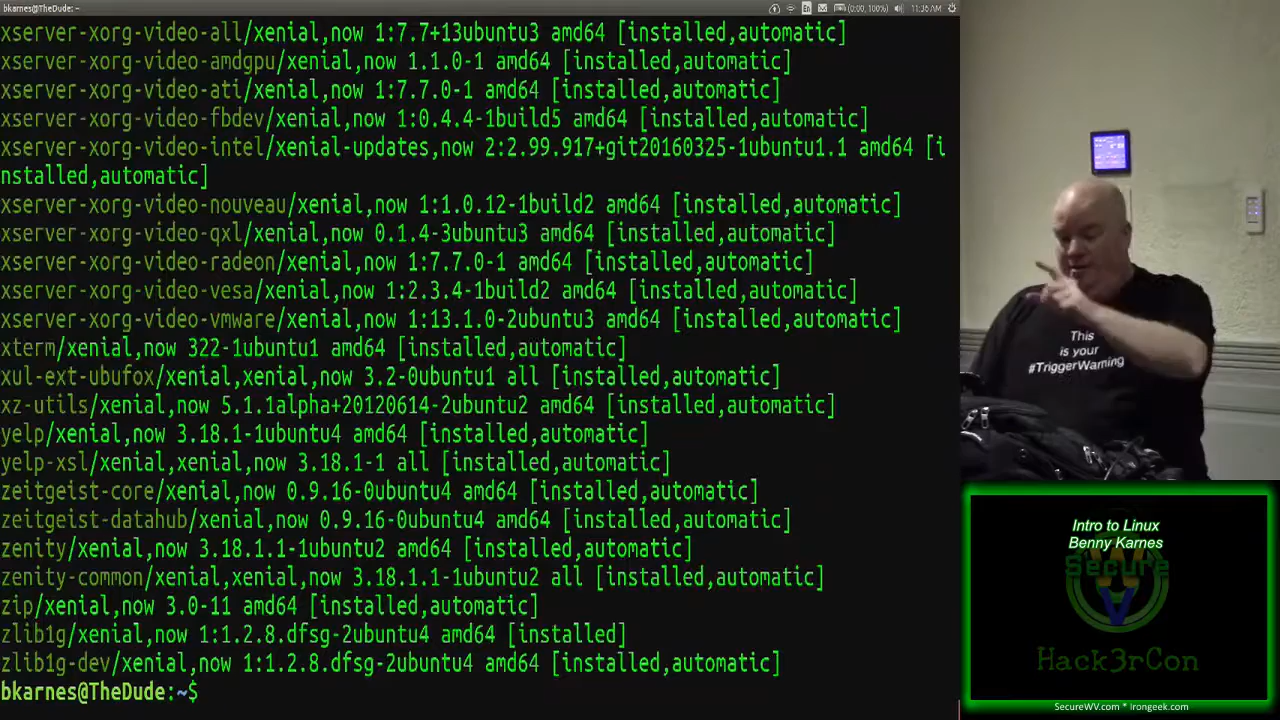 bkarnes@TheDude: ~
En
(0:00, 100%)
11:36 AM
xserver-xorg-video-all/xenial,now 1:7.7+13ubuntu3 amd64 [installed,automatic]
xserver-xorg-video-amdgpu/xenial,now 1.1.0-1 amd64 [installed,automatic]
xserver-xorg-video-ati/xenial,now 1:7.7.0-1 amd64 [installed,automatic]
xserver-xorg-video-fbdev/xenial,now 1:0.4.4-1build5 amd64 [installed,automatic]
xserver-xorg-video-intel/xenial-updates,now 2:2.99.917+git20160325-1ubuntu1.1 amd64 [i
nstalled,automatic]
xserver-xorg-video-nouveau/xenial,now 1:1.0.12-1build2 amd64 [installed,automatic]
xserver-xorg-video-qxl/xenial,now 0.1.4-3ubuntu3 amd64 [installed,automatic]
xserver-xorg-video-radeon/xenial,now 1:7.7.0-1 amd64 [installed,automatic]
xserver-xorg-video-vesa/xenial,now 1:2.3.4-1build2 amd64 [installed,automatic]
xserver-xorg-video-vmware/xenial,now 1:13.1.0-2ubuntu3 amd64 [installed,automatic]
xterm/xenial,now 322-1ubuntu1 amd64 [installed,automatic]
xul-ext-ubufox/xenial,xenial,now 3.2-0ubuntu1 all [installed,automatic]
xz-utils/xenial,now 5.1.1alpha+20120614-2ubuntu2 amd64 [installed,automatic]
yelp/xenial,now 3.18.1-1ubuntu4 amd64 [installed,automatic]
yelp-xsl/xenial,xenial,now 3.18.1-1 all [installed,automatic]
zeitgeist-core/xenial,now 0.9.16-0ubuntu4 amd64 [installed,automatic]
zeitgeist-datahub/xenial,now 0.9.16-0ubuntu4 amd64 [installed,automatic]
zenity/xenial,now 3.18.1.1-1ubuntu2 amd64 [installed,automatic]
zenity-common/xenial,xenial,now 3.18.1.1-1ubuntu2 all [installed,automatic]
zip/xenial,now 3.0-11 amd64 [installed,automatic]
zlib1g/xenial,now 1:1.2.8.dfsg-2ubuntu4 amd64 [installed]
zlib1g-dev/xenial,now 1:1.2.8.dfsg-2ubuntu4 amd64 [installed,automatic]
bkarnes@TheDude:~$
This
is your
#TriggerWarning
Intro to Linux
Benny Karnes
Secure
WV
Hack3rCon
SecureWV.com * Irongeek.com